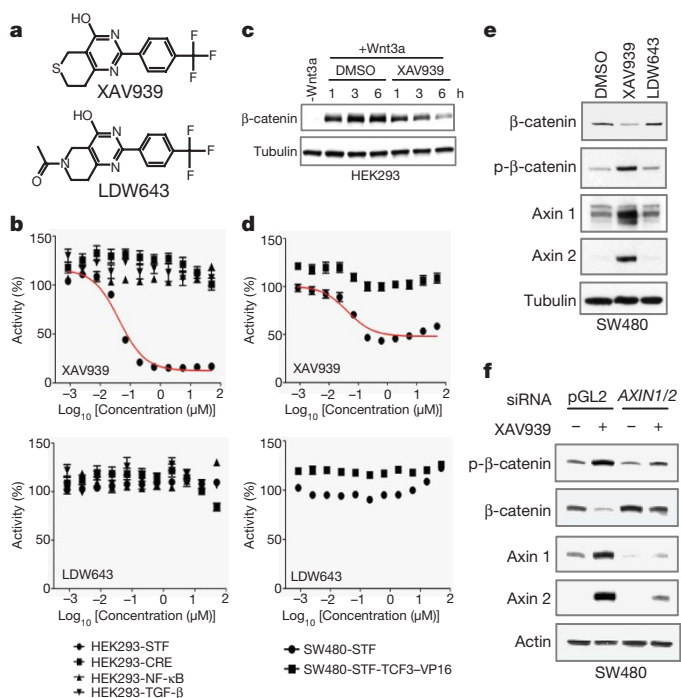 a
HO
N
N
S
F
F
F
XAV939
HO
N
N
N
O
F
F
F
LDW643
b
150
100
50
0
Activity (%)
XAV939
−3 −2 −1 0 1 2
Log10 [Concentration (μM)]
150
100
50
0
Activity (%)
LDW643
−3 −2 −1 0 1 2
Log10 [Concentration (μM)]
HEK293-STF
HEK293-CRE
HEK293-NF-κB
HEK293-TGF-β
c
+Wnt3a
-Wnt3a
DMSO XAV939
1 3 6 1 3 6 h
β-catenin
Tubulin
HEK293
d
150
100
50
0
Activity (%)
XAV939
−3 −2 −1 0 1 2
Log10 [Concentration (μM)]
150
100
50
0
Activity (%)
LDW643
−3 −2 −1 0 1 2
Log10 [Concentration (μM)]
SW480-STF
SW480-STF-TCF3–VP16
e
DMSO
XAV939
LDW643
β-catenin
p-β-catenin
Axin 1
Axin 2
Tubulin
SW480
f
siRNA pGL2 AXIN1/2
XAV939 − + − +
p-β-catenin
β-catenin
Axin 1
Axin 2
Actin
SW480